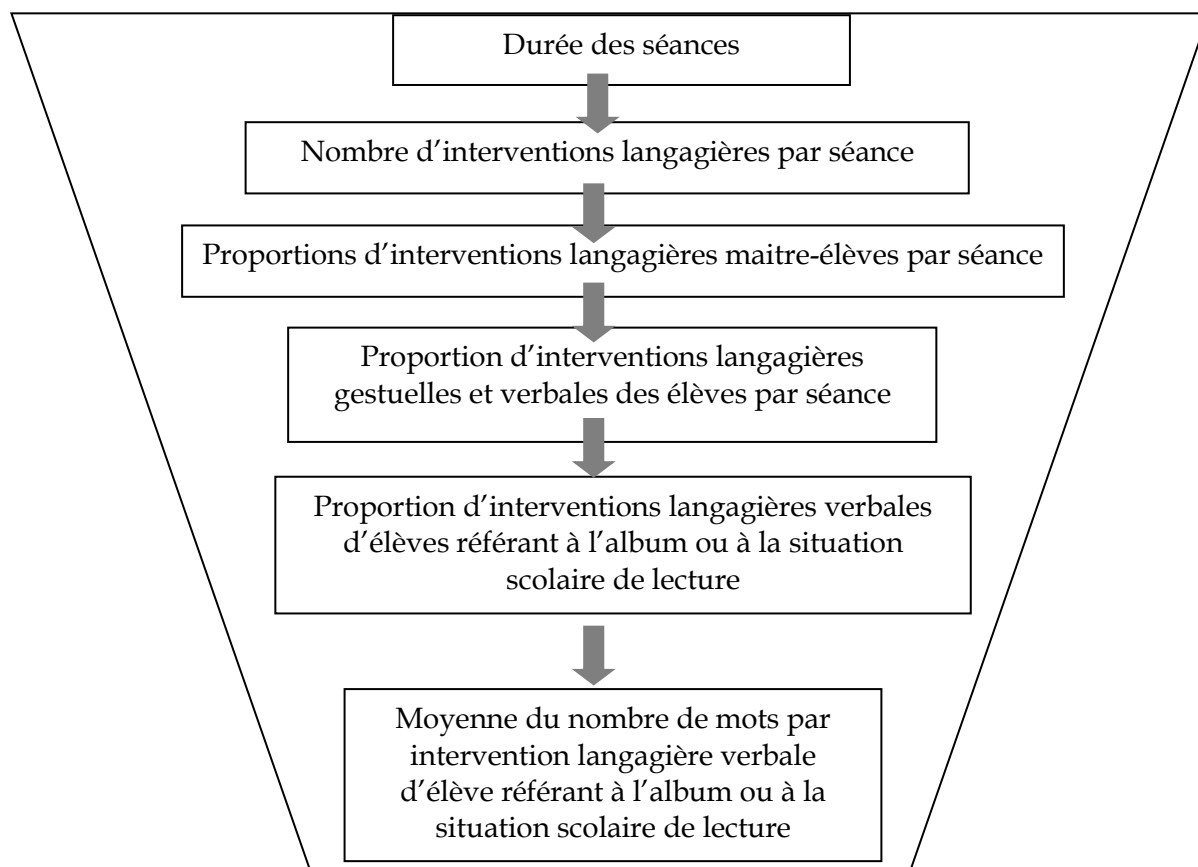 Durée des séances
Nombre d’interventions langagières par séance
Proportions d’interventions langagières maitre-élèves par séance
Proportion d’interventions langagières
gestuelles et verbales des élèves par séance
Proportion d’interventions langagières verbales
d’élèves référant à l’album ou à la situation
scolaire de lecture
Moyenne du nombre de mots par
intervention langagière verbale
d’élève référant à l’album ou à la
situation scolaire de lecture